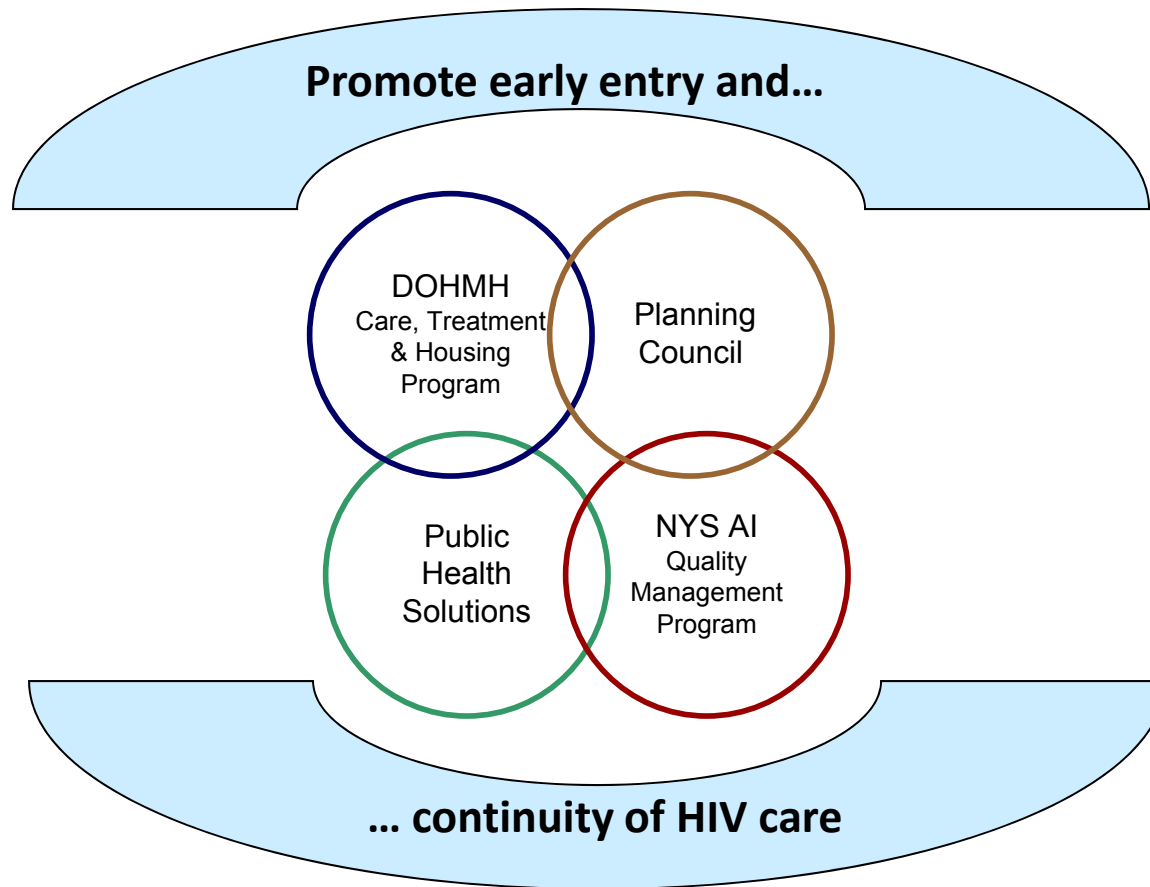 Promote early entry and…
DOHMH
Care, Treatment
& Housing
Program
Planning
Council
Public
Health
Solutions
NYS AI
Quality
Management
Program
… continuity of HIV care